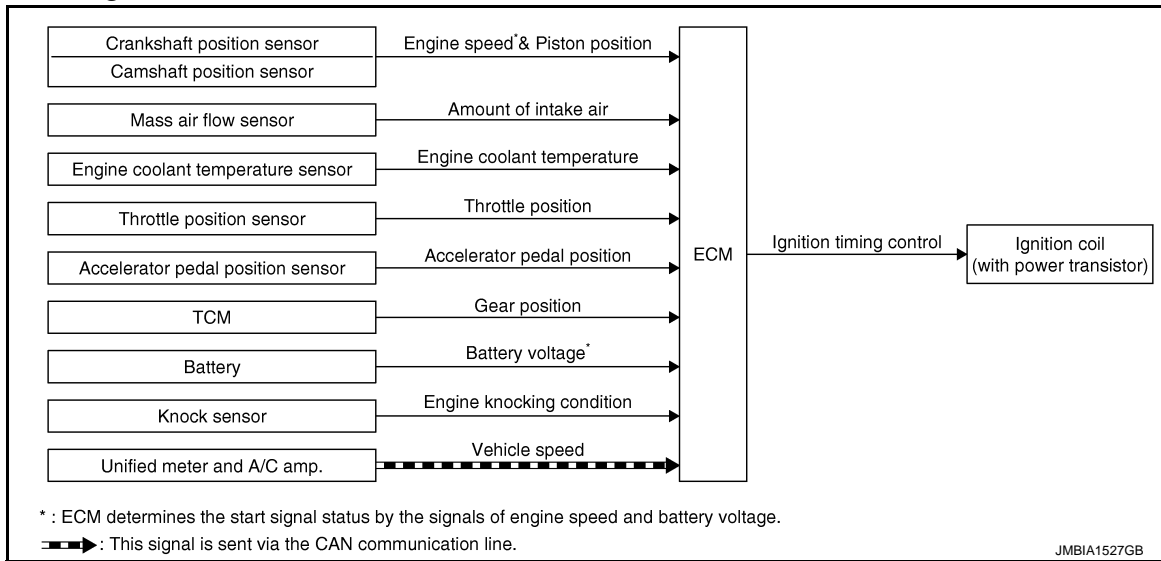 Crankshaft position sensor
Camshaft position sensor
Engine speed*& Piston position
Mass air flow sensor
Amount of intake air
Engine coolant temperature sensor
Engine coolant temperature
Throttle position sensor
Throttle position
Accelerator pedal position sensor
Accelerator pedal position
TCM
Gear position
Battery
Battery voltage*
Knock sensor
Engine knocking condition
Unified meter and A/C amp.
Vehicle speed
ECM
Ignition timing control
Ignition coil
(with power transistor)
* : ECM determines the start signal status by the signals of engine speed and battery voltage.
: This signal is sent via the CAN communication line.
JMBIA1527GB